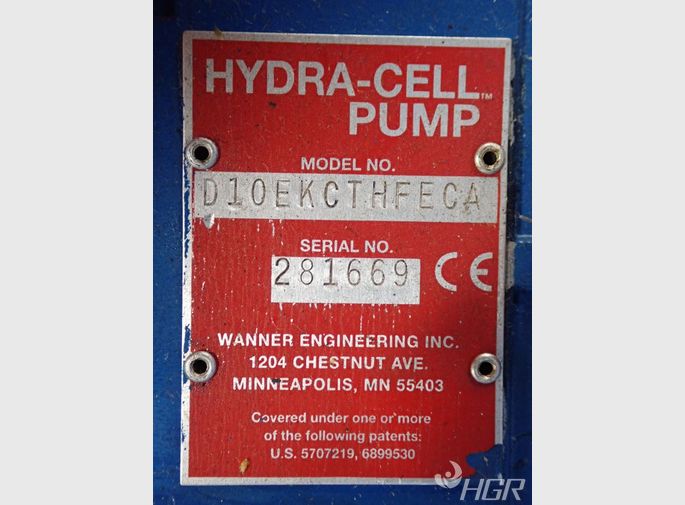 HYDRA-CELL™
PUMP
MODEL NO.
D10EKCTHFECA
SERIAL NO.
281669 CE
WANNER ENGINEERING INC.
1204 CHESTNUT AVE.
MINNEAPOLIS, MN 55403
Covered under one or more
of the following patents:
U.S. 5707219, 6899530
HGR